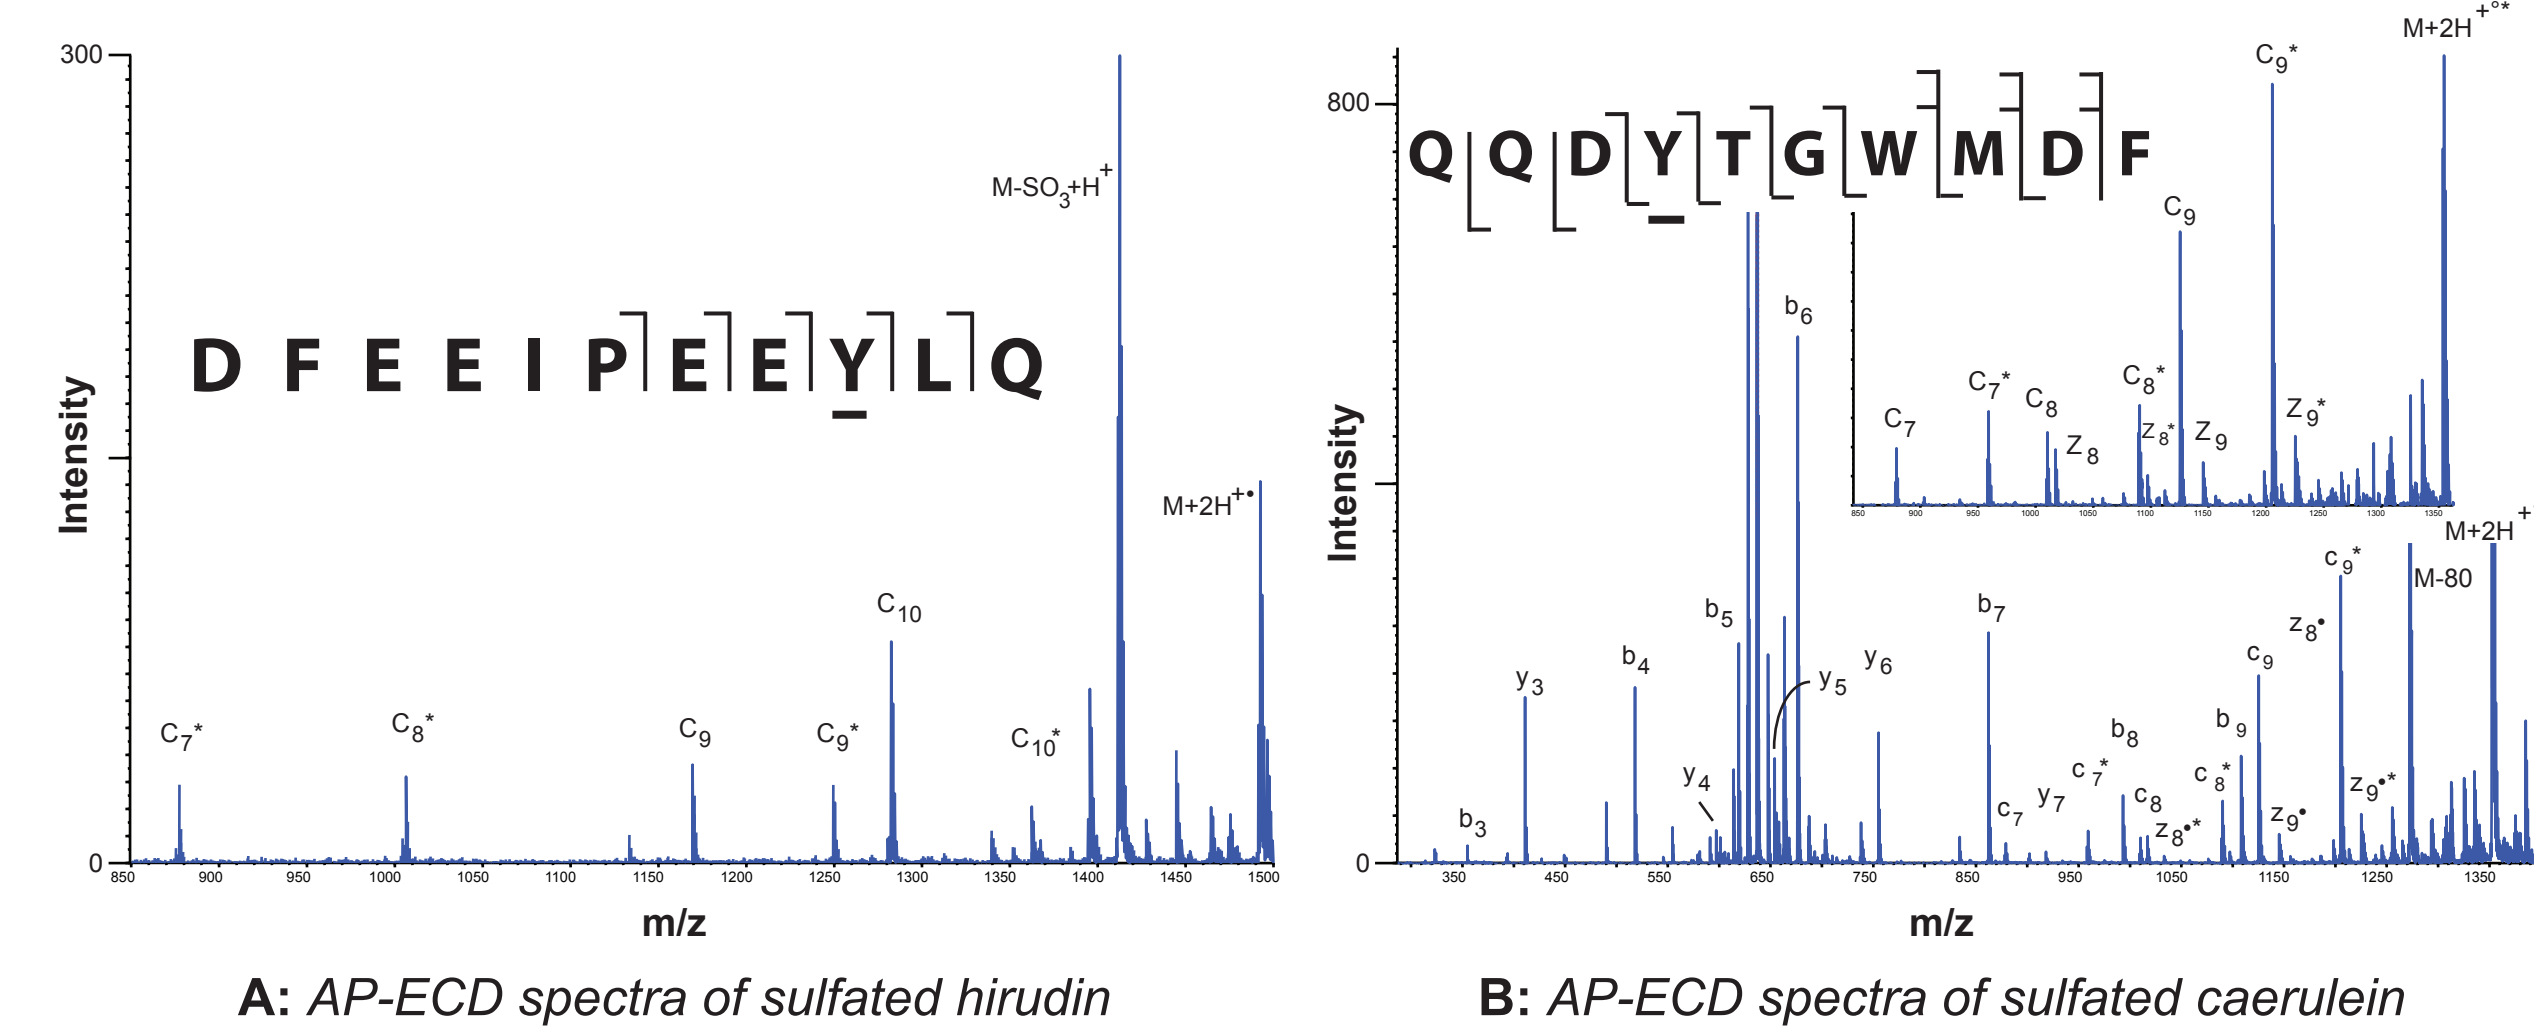 300
0
Intensity
M-SO3+H+
M+2H+•
D F E E I P E E Y L Q
C7*
C8*
C9
C9*
C10
C10*
850 900 950 1000 1050 1100 1150 1200 1250 1300 1350 1400 1450 1500
m/z
A: AP-ECD spectra of sulfated hirudin
800
0
Intensity
Q Q D Y T G W M D F
M+2H+°*
C9*
C9
C7
C7*
C8
Z8
C8*
Z8*
Z9
Z9*
850 900 950 1000 1050 1100 1150 1200 1250 1300 1350
M+2H+
M-80
b3
y3
b4
y4
b5
b6
y5
y6
b7
c7
y7
c7*
b8
c8
z8•*
c8*
b9
c9
z9•
z8•
c9*
z9•*
350 450 550 650 750 850 950 1050 1150 1250 1350
m/z
B: AP-ECD spectra of sulfated caerulein